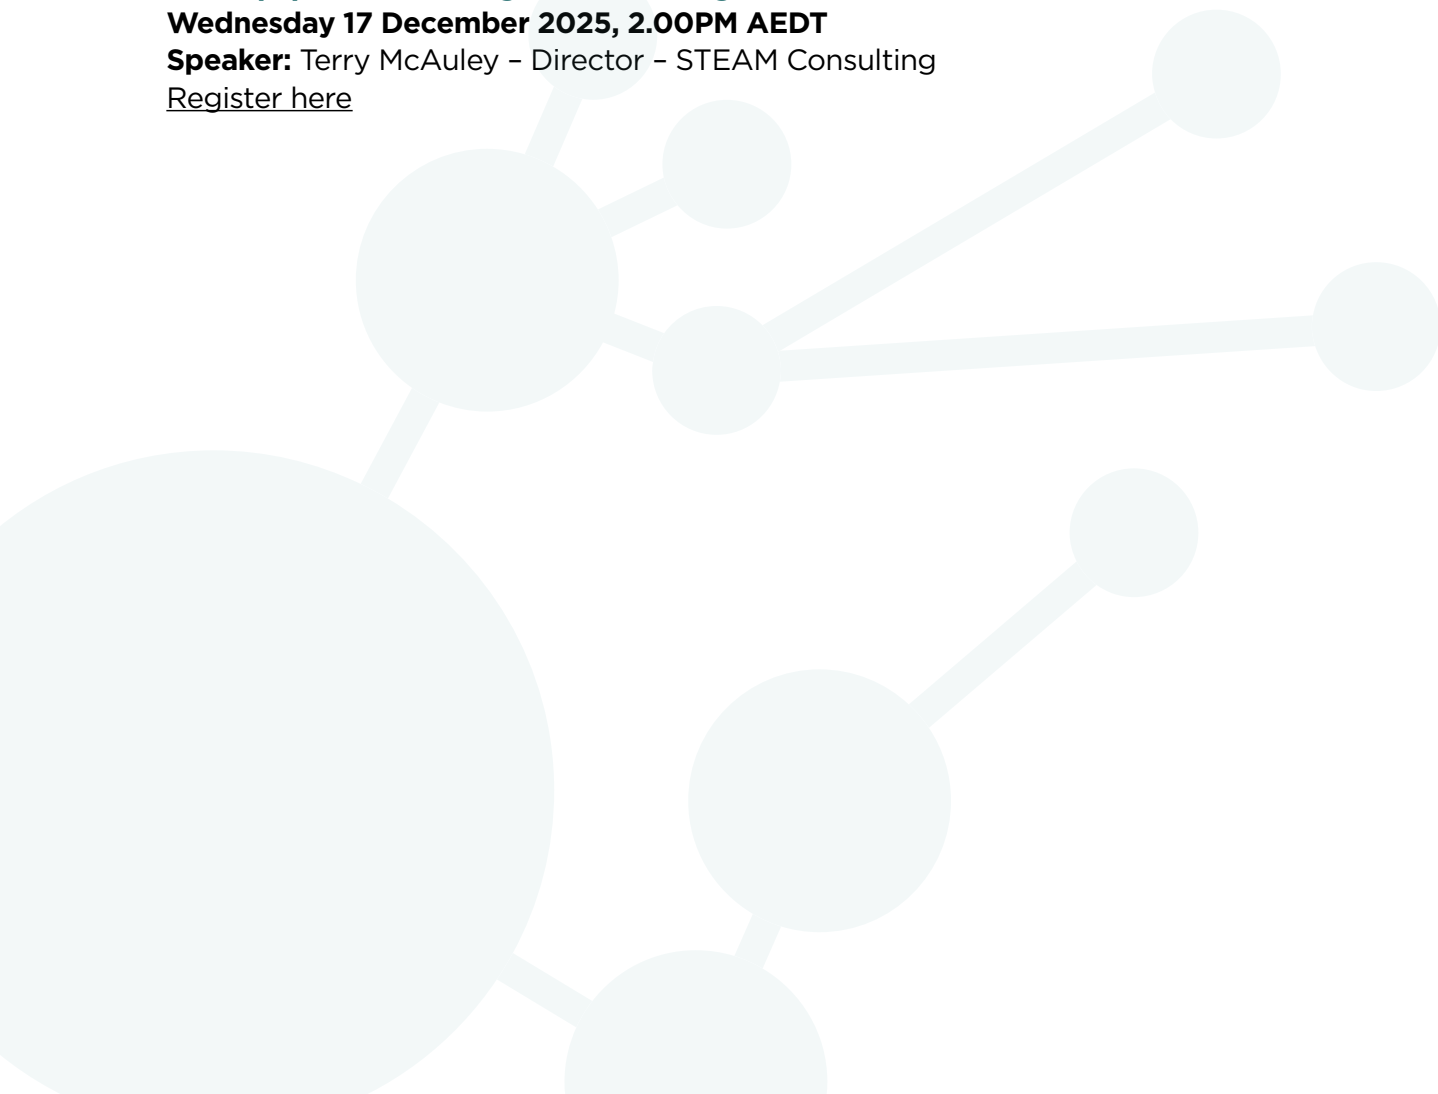 Wednesday 17 December 2025, 2.00PM AEDT
Speaker: Terry McAuley – Director – STEAM Consulting
Register here